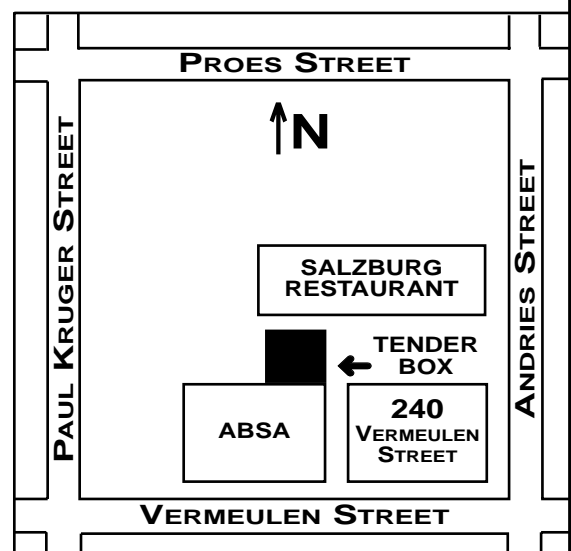 PROES STREET
N
PAUL KRUGER STREET
ANDRIES STREET
SALZBURG
RESTAURANT
TENDER
BOX
ABSA
240
VERMEULEN
STREET
VERMEULEN STREET